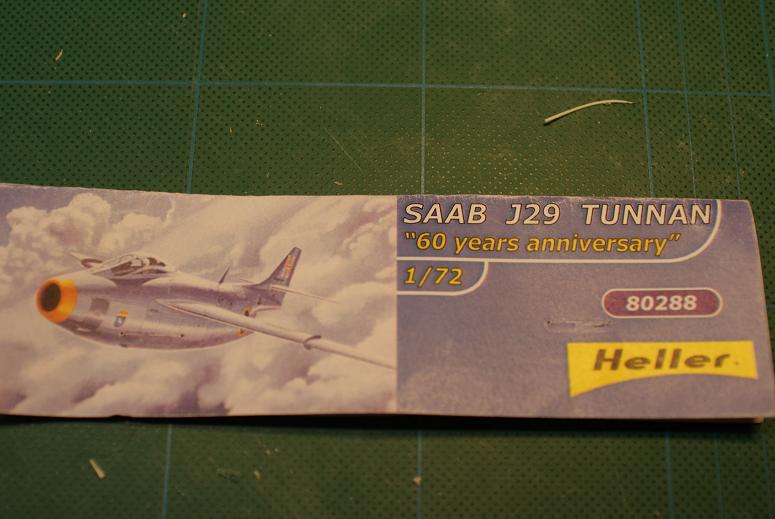 SAAB J29 TUNNAN
“60 years anniversary”
1/72
80288
Heller